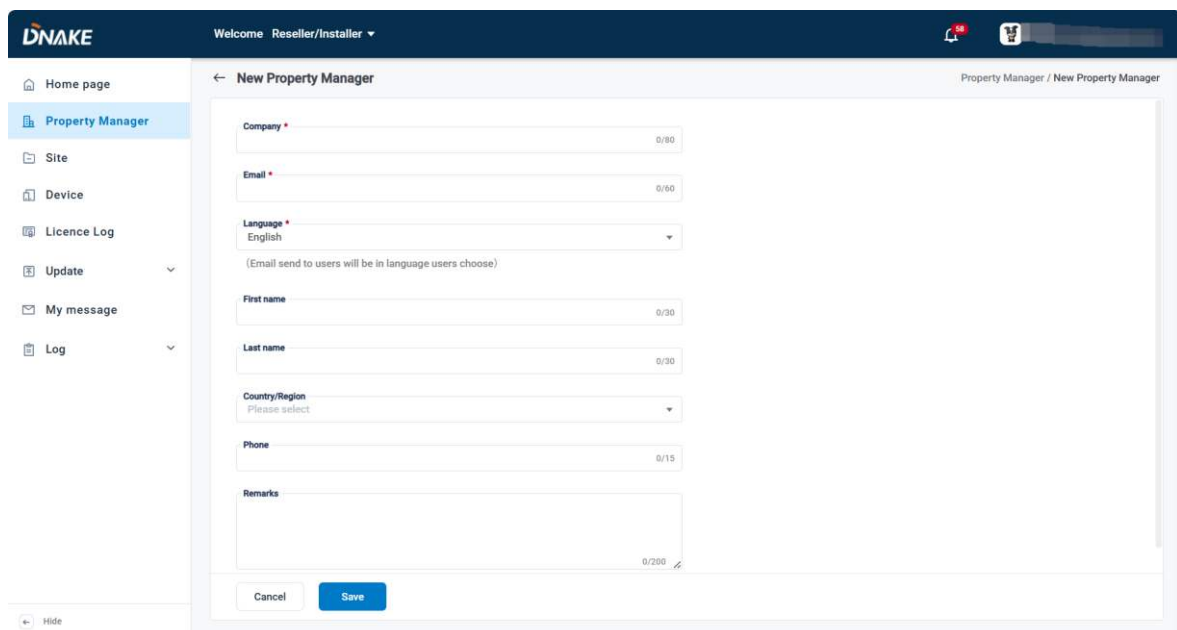 DNAKE
Welcome Reseller/Installer
58
Home page
Property Manager
Site
Device
Licence Log
Update
My message
Log
Hide
New Property Manager
Property Manager / New Property Manager
Company *
0/80
Email *
0/60
Language *
English
(Email send to users will be in language users choose)
First name
0/30
Last name
0/30
Country/Region
Please select
Phone
0/15
Remarks
0/200
Cancel Save